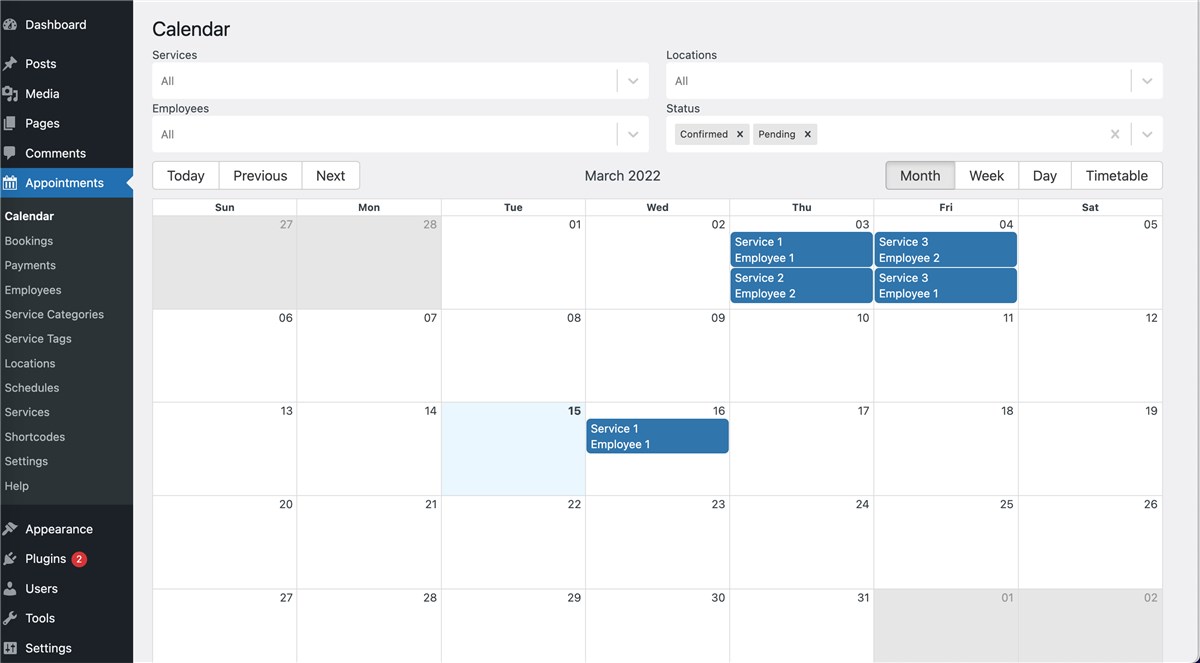 Dashboard
Posts
Media
Pages
Comments
Appointments
Calendar
Bookings
Payments
Employees
Service Categories
Service Tags
Locations
Schedules
Services
Shortcodes
Settings
Help
Appearance
Plugins 2
Users
Tools
Settings
Calendar
Services
All
Locations
All
Employees
All
Status
Confirmed × Pending ×
Today Previous Next
March 2022
Month Week Day Timetable
Sun Mon Tue Wed Thu Fri Sat
27 28 01 02 03 04 05
Service 1
Employee 1
Service 2
Employee 2
Service 3
Employee 2
Service 3
Employee 1
06 07 08 09 10 11 12
13 14 15 16 17 18 19
Service 1
Employee 1
20 21 22 23 24 25 26
27 28 29 30 31 01 02